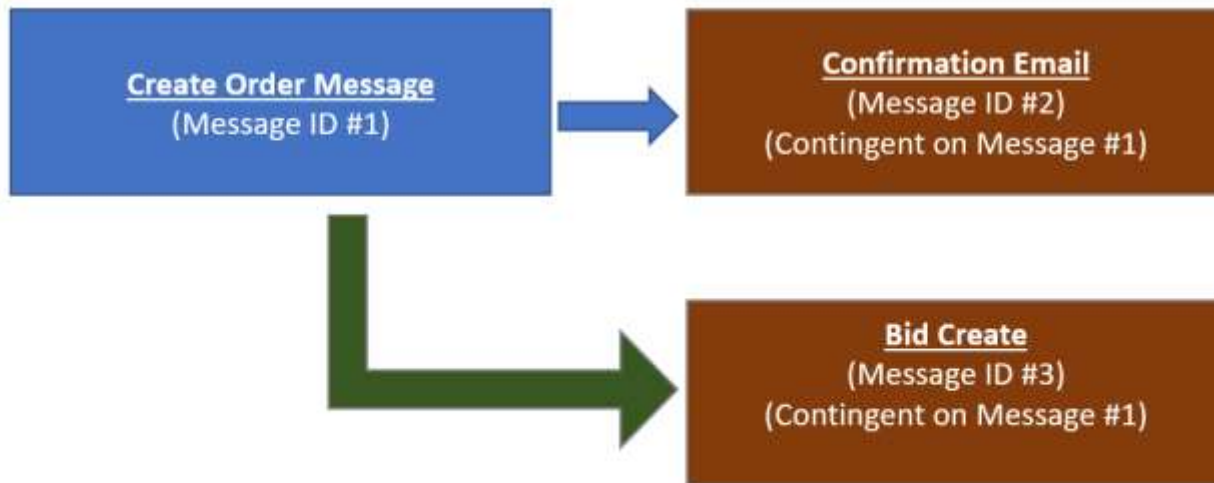 Create Order Message
(Message ID #1)
Confirmation Email
(Message ID #2)
(Contingent on Message #1)
Bid Create
(Message ID #3)
(Contingent on Message #1)